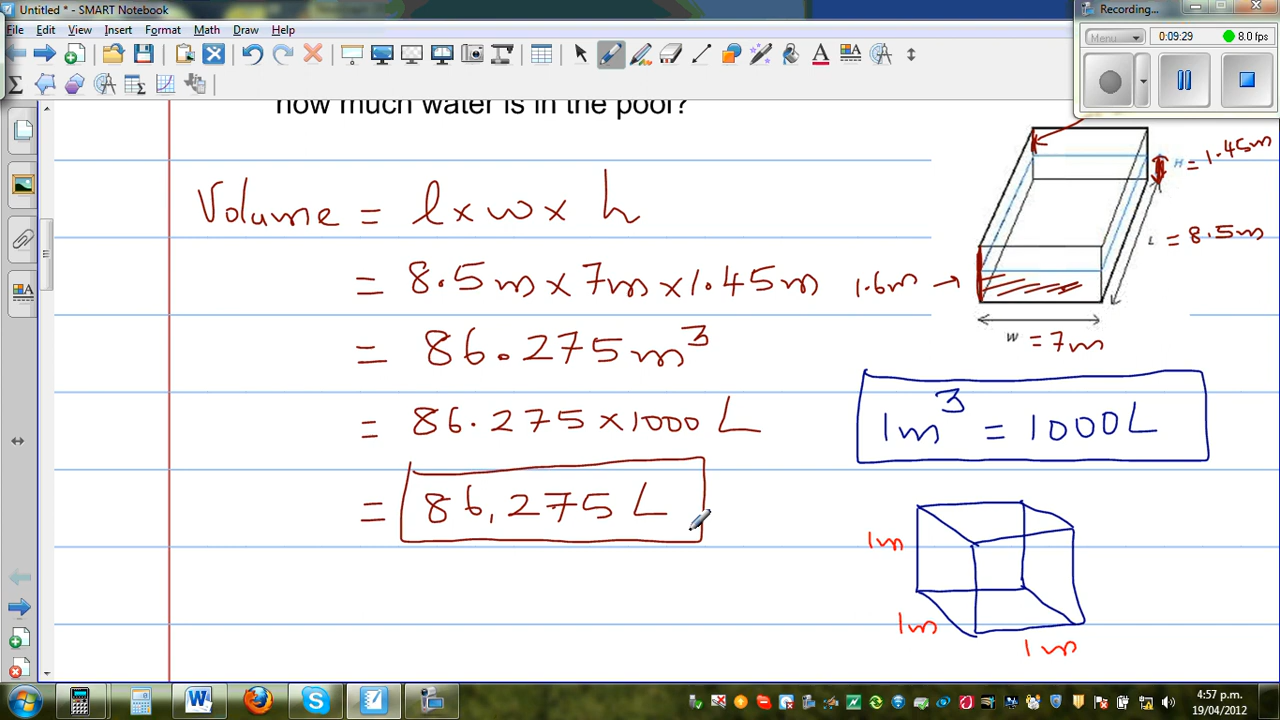 Untitled * - SMART Notebook
Recording...
File Edit View Insert Format Math Draw Help
Menu
0:09:29 8.0 fps
how much water is in the pool?
Volume = l x w x h
= 8.5m x 7m x 1.45m
= 86.275m³
= 86.275 x 1000 L
= 86,275 L
H = 1.45m
L = 8.5m
1.6m
W = 7m
1m³ = 1000L
1m
1m
1m
4:57 p.m.
19/04/2012